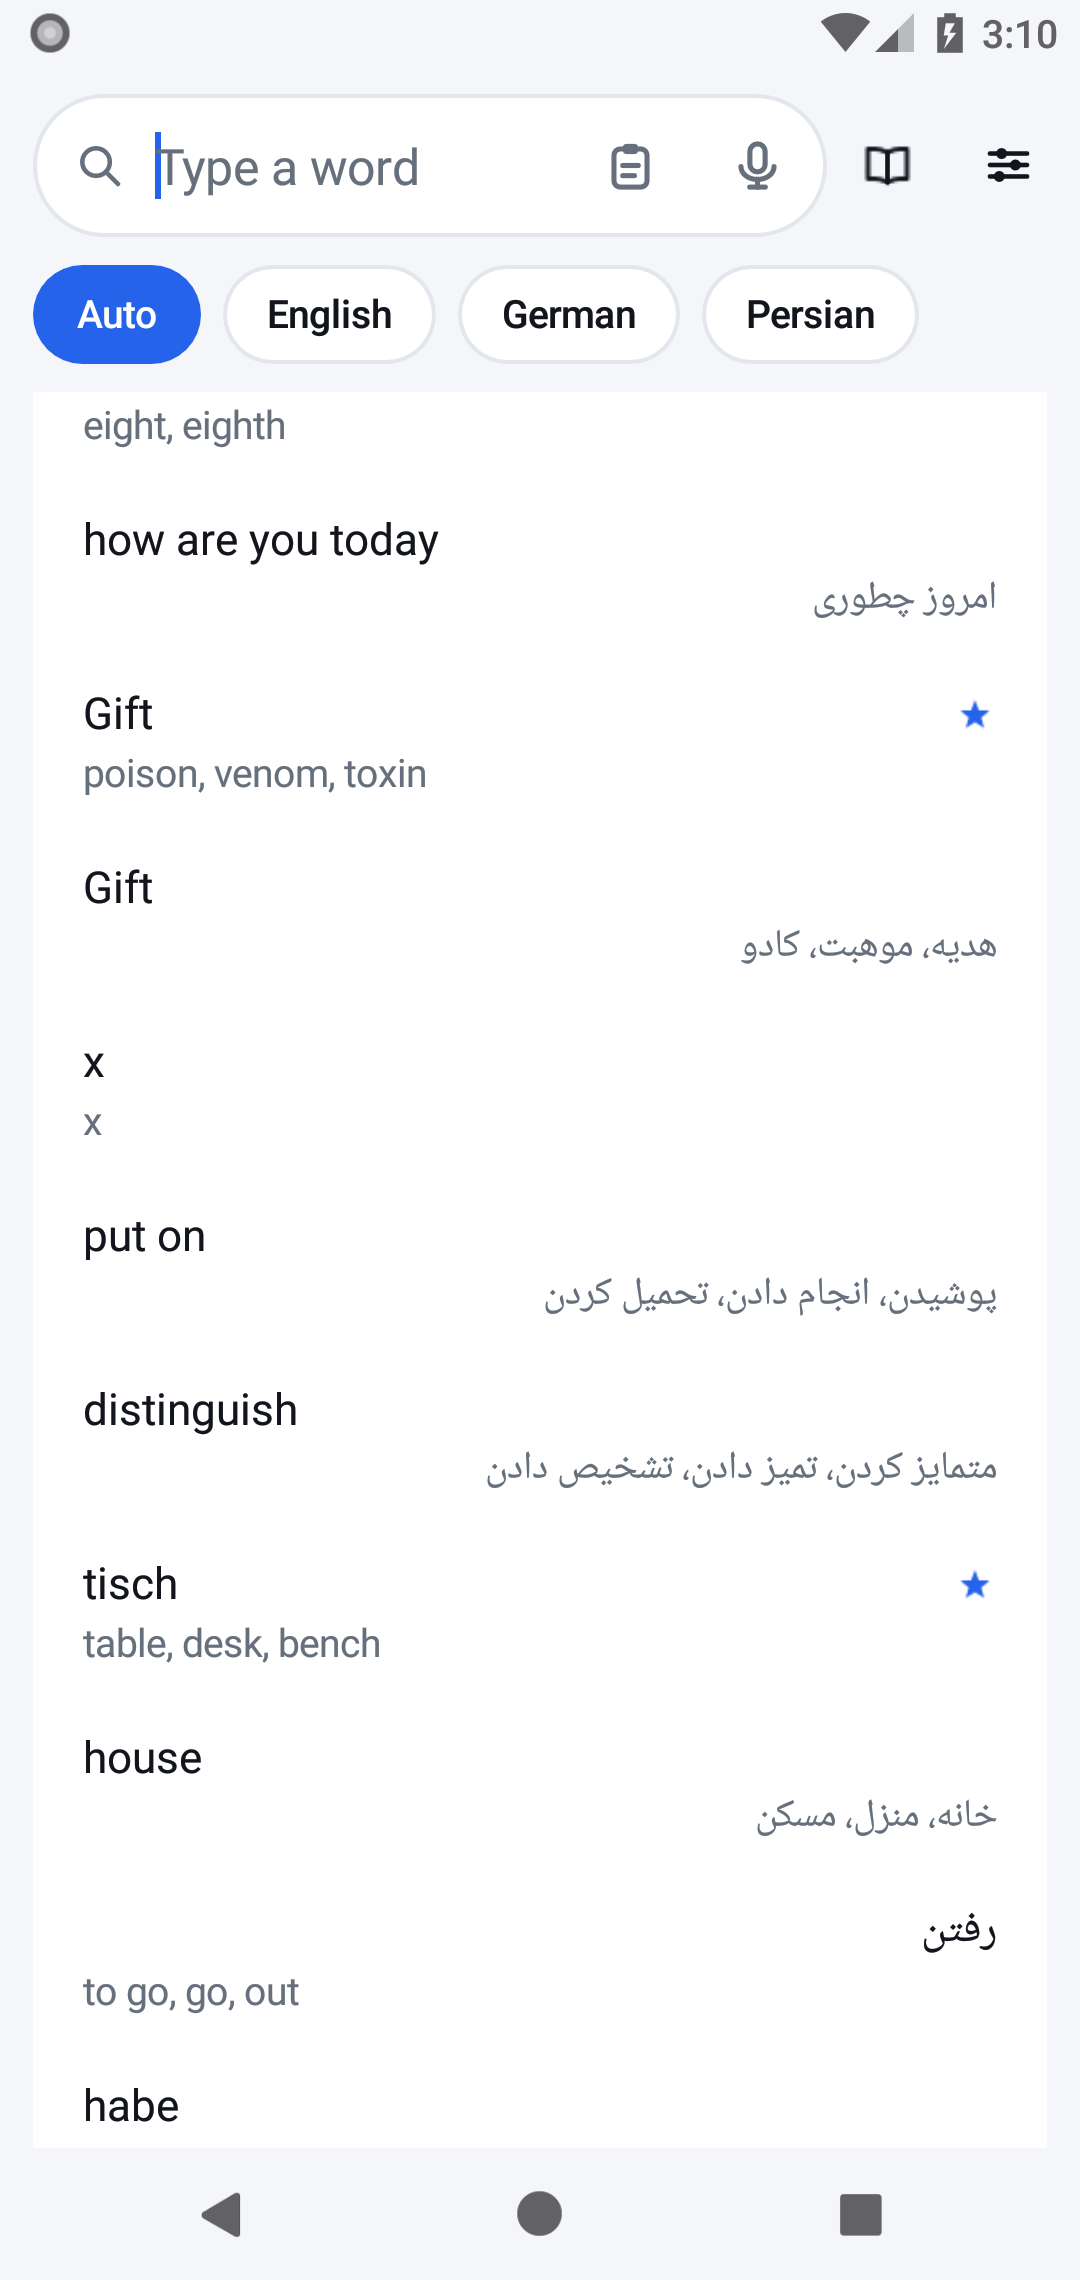 3:10
Type a word
Auto English German Persian
eight, eighth
how are you today
امروز چطوری
Gift
poison, venom, toxin
Gift
هدیه، موهبت، کادو
x
x
put on
پوشیدن، انجام دادن، تحمیل کردن
distinguish
متمایز کردن، تمیز دادن، تشخیص دادن
tisch
table, desk, bench
house
خانه، منزل، مسکن
رفتن
to go, go, out
habe